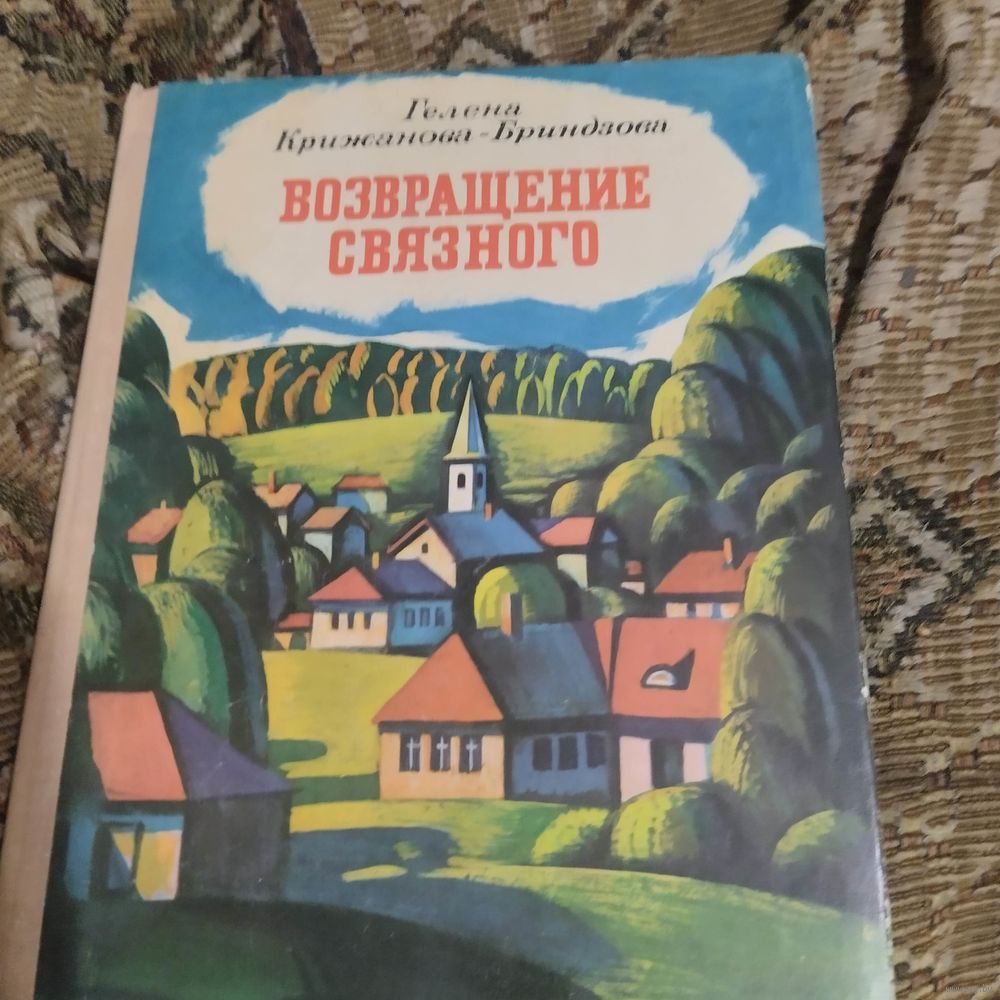 Гелена
Крижанова-Бриндзова
ВОЗВРАЩЕНИЕ
СВЯЗНОГО